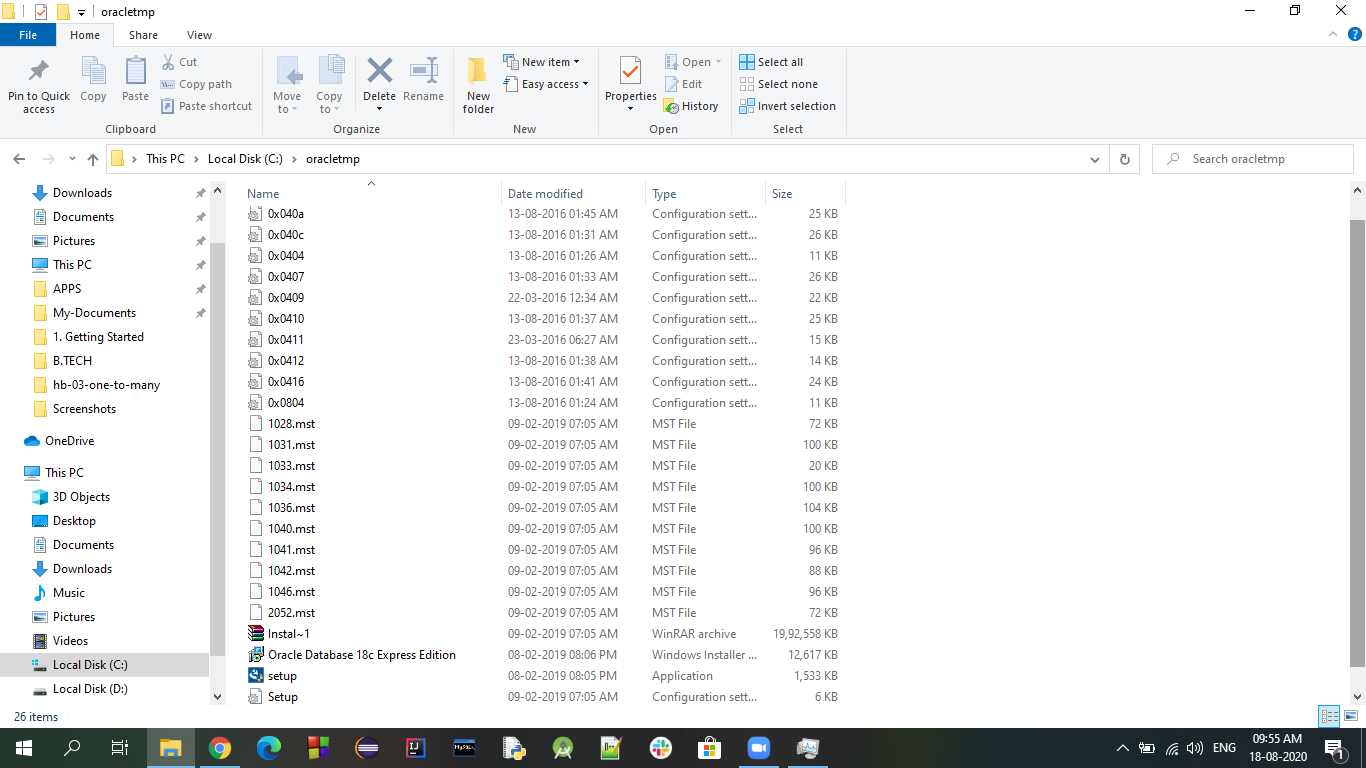 oracletmp
File Home Share View
Pin to Quick access
Copy
Paste
Cut
Copy path
Paste shortcut
Clipboard
Move to
Copy to
Delete
Rename
Organize
New folder
New item
Easy access
New
Properties
Open
Edit
History
Open
Select all
Select none
Invert selection
Select
This PC > Local Disk (C:) > oracletmp
Search oracletmp
Downloads
Documents
Pictures
This PC
APPS
My-Documents
1. Getting Started
B.TECH
hb-03-one-to-many
Screenshots
OneDrive
This PC
3D Objects
Desktop
Documents
Downloads
Music
Pictures
Videos
Local Disk (C:)
Local Disk (D:)
Name Date modified Type Size
0x040a 13-08-2016 01:45 AM Configuration sett... 25 KB
0x040c 13-08-2016 01:31 AM Configuration sett... 26 KB
0x0404 13-08-2016 01:26 AM Configuration sett... 11 KB
0x0407 13-08-2016 01:33 AM Configuration sett... 26 KB
0x0409 22-03-2016 12:34 AM Configuration sett... 22 KB
0x0410 13-08-2016 01:37 AM Configuration sett... 25 KB
0x0411 23-03-2016 06:27 AM Configuration sett... 15 KB
0x0412 13-08-2016 01:38 AM Configuration sett... 14 KB
0x0416 13-08-2016 01:41 AM Configuration sett... 24 KB
0x0804 13-08-2016 01:24 AM Configuration sett... 11 KB
1028.mst 09-02-2019 07:05 AM MST File 72 KB
1031.mst 09-02-2019 07:05 AM MST File 100 KB
1033.mst 09-02-2019 07:05 AM MST File 20 KB
1034.mst 09-02-2019 07:05 AM MST File 100 KB
1036.mst 09-02-2019 07:05 AM MST File 104 KB
1040.mst 09-02-2019 07:05 AM MST File 100 KB
1041.mst 09-02-2019 07:05 AM MST File 96 KB
1042.mst 09-02-2019 07:05 AM MST File 88 KB
1046.mst 09-02-2019 07:05 AM MST File 96 KB
2052.mst 09-02-2019 07:05 AM MST File 72 KB
Instal~1 09-02-2019 07:05 AM WinRAR archive 19,92,558 KB
Oracle Database 18c Express Edition 08-02-2019 08:06 PM Windows Installer ... 12,617 KB
setup 08-02-2019 08:05 PM Application 1,533 KB
Setup 09-02-2019 07:05 AM Configuration sett... 6 KB
26 items
MySQL
ENG
09:55 AM
18-08-2020
1